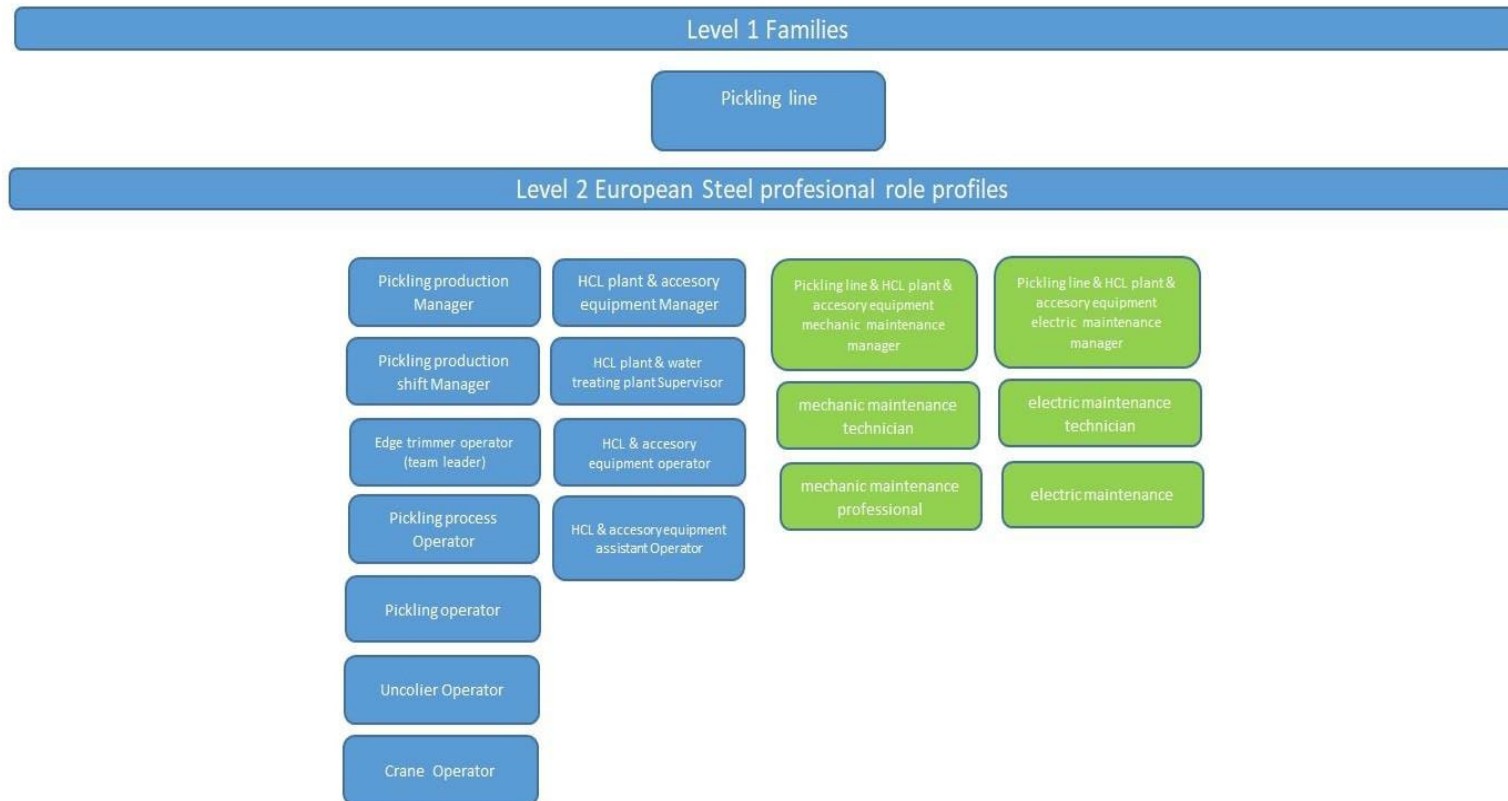 Level 1 Families
Pickling line
Level 2 European Steel profesional role profiles
Pickling production
Manager
Pickling production
shift Manager
Edge trimmer operator
(team leader)
Pickling process
Operator
Pickling operator
Uncolier Operator
Crane Operator
HCL plant & accesory
equipment Manager
HCL plant & water
treating plant Supervisor
HCL & accesory
equipment operator
HCL & accesory equipment
assistant Operator
Pickling line & HCL plant &
accesory equipment
mechanic maintenance
manager
mechanic maintenance
technician
mechanic maintenance
professional
Pickling line & HCL plant &
accesory equipment
electric maintenance
manager
electric maintenance
technician
electric maintenance